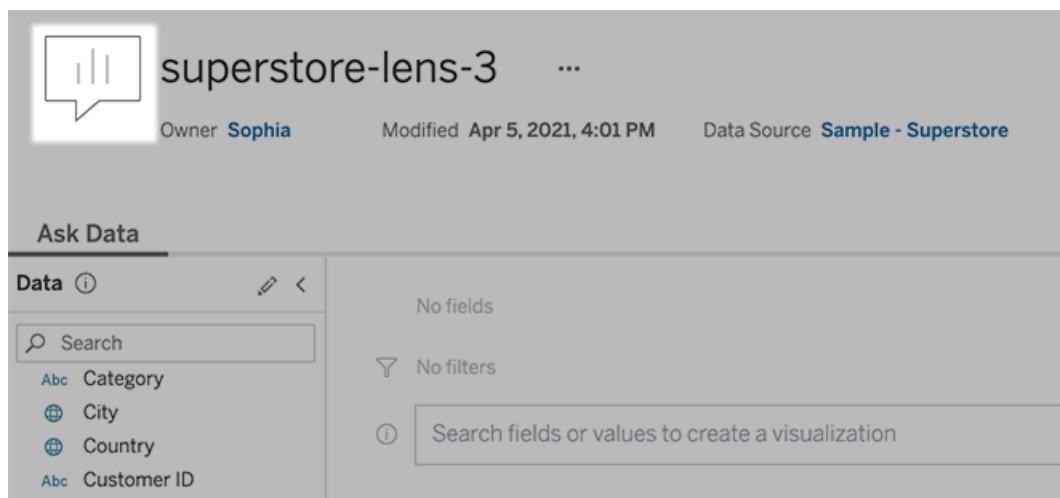 superstore-lens-3 ...
Owner Sophia Modified Apr 5, 2021, 4:01 PM Data Source Sample - Superstore
Ask Data
Data
Search
Abc Category
City
Country
Abc Customer ID
No fields
No filters
Search fields or values to create a visualization